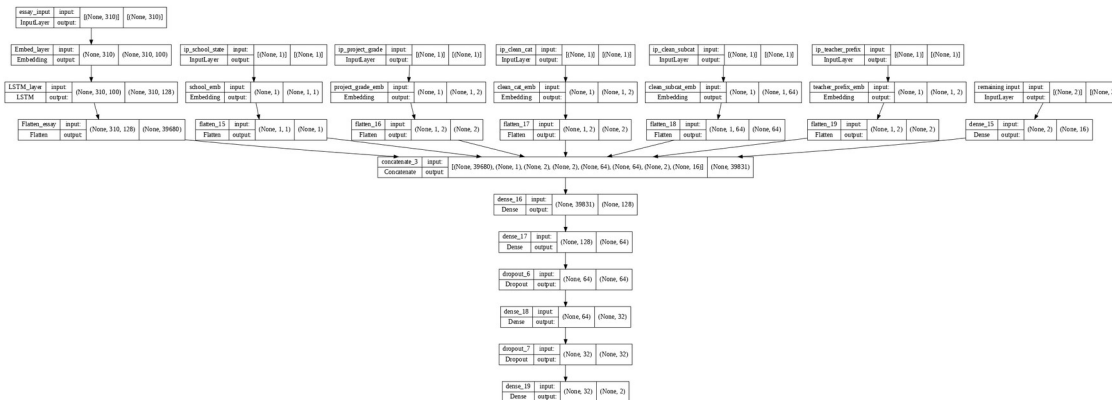 essay_input input: [(None, 310)] [(None, 310)]
InputLayer output:
Embed_layer input: (None, 310) (None, 310, 100)
Embedding output:
ip_school_state input: [(None, 1)] [(None, 1)]
InputLayer output:
ip_project_grade input: [(None, 1)] [(None, 1)]
InputLayer output:
ip_clean_cat input: [(None, 1)] [(None, 1)]
InputLayer output:
ip_clean_subcat input: [(None, 1)] [(None, 1)]
InputLayer output:
ip_teacher_prefix input: [(None, 1)] [(None, 1)]
InputLayer output:
LSTM_layer input: (None, 310, 100) (None, 310, 128)
LSTM output:
school_emb input: (None, 1) (None, 1, 1)
Embedding output:
project_grade_emb input: (None, 1) (None, 1, 2)
Embedding output:
clean_cat_emb input: (None, 1) (None, 1, 2)
Embedding output:
clean_subcat_emb input: (None, 1) (None, 1, 64)
Embedding output:
teacher_prefix_emb input: (None, 1) (None, 1, 2)
Embedding output:
remaining input input: [(None, 2)]
InputLayer output:
Flatten_essay input: (None, 310, 128) (None, 39680)
Flatten output:
flatten_15 input: (None, 1, 1) (None, 1)
Flatten output:
flatten_16 input: (None, 1, 2) (None, 2)
Flatten output:
flatten_17 input: (None, 1, 2) (None, 2)
Flatten output:
flatten_18 input: (None, 1, 64) (None, 64)
Flatten output:
flatten_19 input: (None, 1, 2) (None, 2)
Flatten output:
dense_15 input: (None, 2) (None, 16)
Dense output:
concatenate_3 input: [(None, 39680), (None, 1), (None, 2), (None, 2), (None, 64), (None, 64), (None, 2), (None, 16)] (None, 39831)
Concatenate output:
dense_16 input: (None, 39831) (None, 128)
Dense output:
dense_17 input: (None, 128) (None, 64)
Dense output:
dropout_6 input: (None, 64) (None, 64)
Dropout output:
dense_18 input: (None, 64) (None, 32)
Dense output:
dropout_7 input: (None, 32) (None, 32)
Dropout output:
dense_19 input: (None, 32) (None, 2)
Dense output: